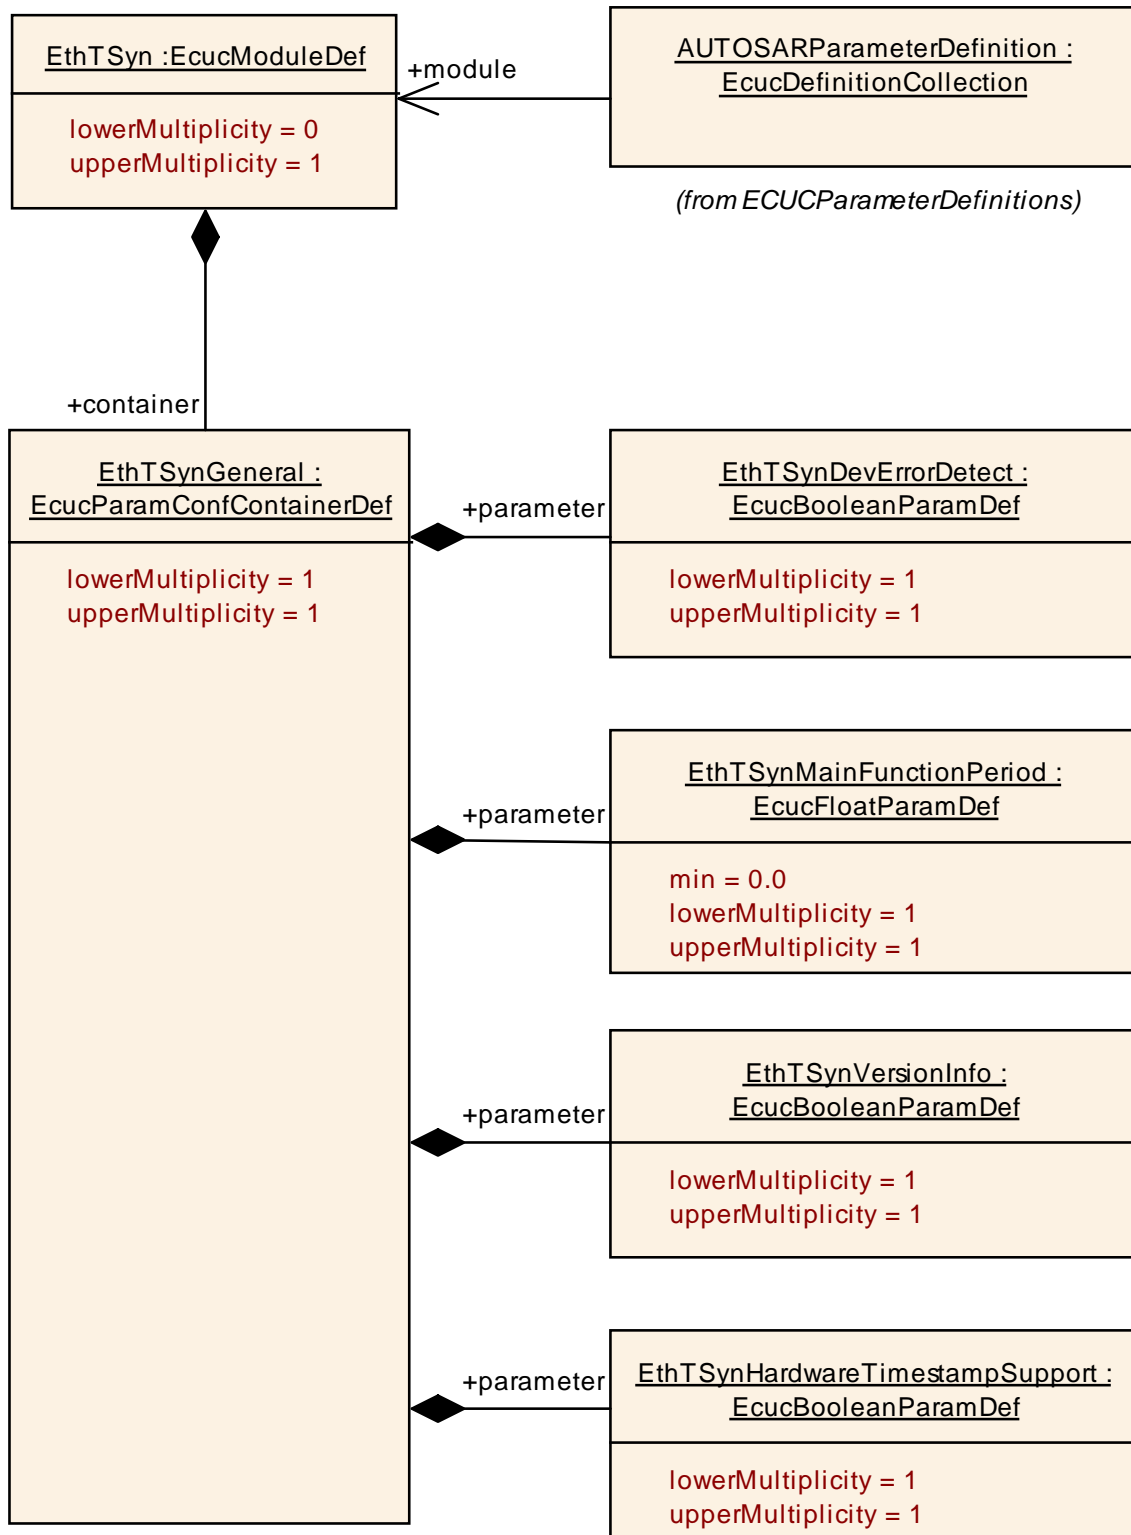 EthTSyn :EcucModuleDef
lowerMultiplicity = 0
upperMultiplicity = 1
+module
AUTOSARParameterDefinition :
EcucDefinitionCollection
(from ECUCParameterDefinitions)
+container
EthTSynGeneral :
EcucParamConfContainerDef
lowerMultiplicity = 1
upperMultiplicity = 1
+parameter
EthTSynDevErrorDetect :
EcucBooleanParamDef
lowerMultiplicity = 1
upperMultiplicity = 1
+parameter
EthTSynMainFunctionPeriod :
EcucFloatParamDef
min = 0.0
lowerMultiplicity = 1
upperMultiplicity = 1
+parameter
EthTSynVersionInfo :
EcucBooleanParamDef
lowerMultiplicity = 1
upperMultiplicity = 1
+parameter
EthTSynHardwareTimestampSupport :
EcucBooleanParamDef
lowerMultiplicity = 1
upperMultiplicity = 1